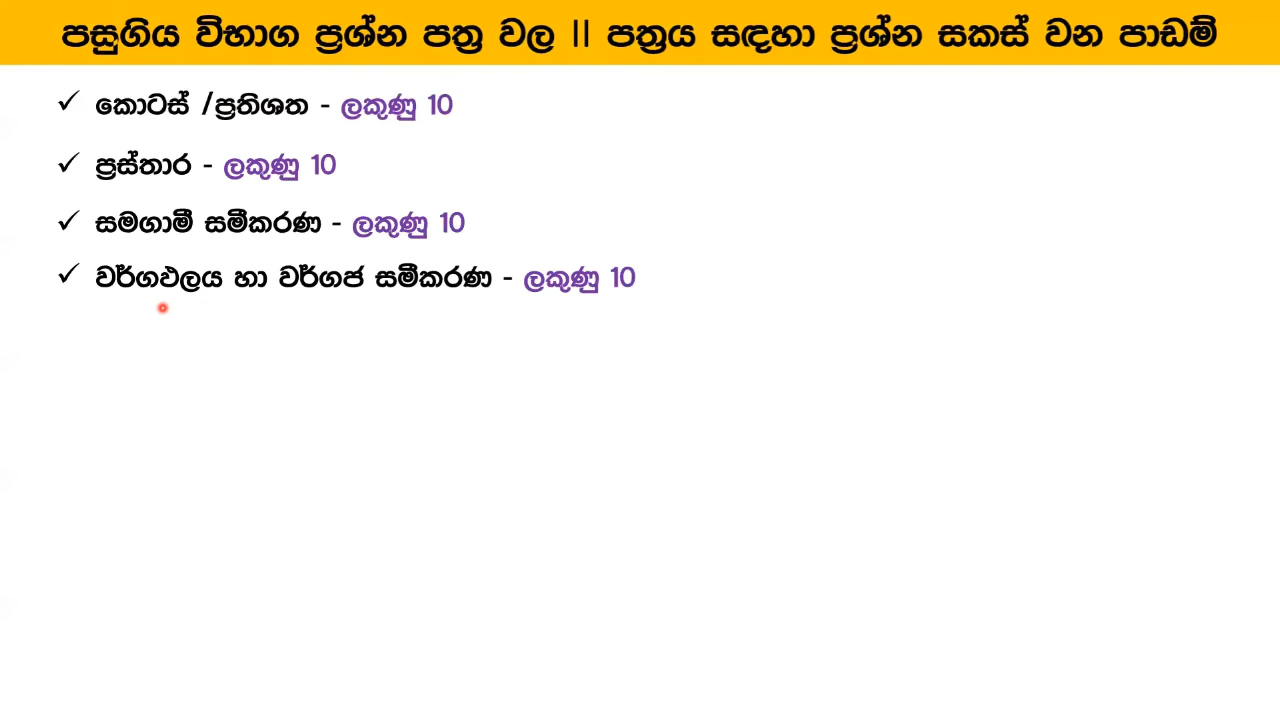 පසුගිය විභාග ප්‍රශ්න පත්‍ර වල || පත්‍රය සඳහා ප්‍රශ්න සකස් වන පාඩම්
✓ කොටස් /ප්‍රතිශත - ලකුණු 10
✓ ප්‍රස්තාර - ලකුණු 10
✓ සමගාමී සමීකරණ - ලකුණු 10
✓ වර්ගඵලය හා වර්ගජ සමීකරණ - ලකුණු 10